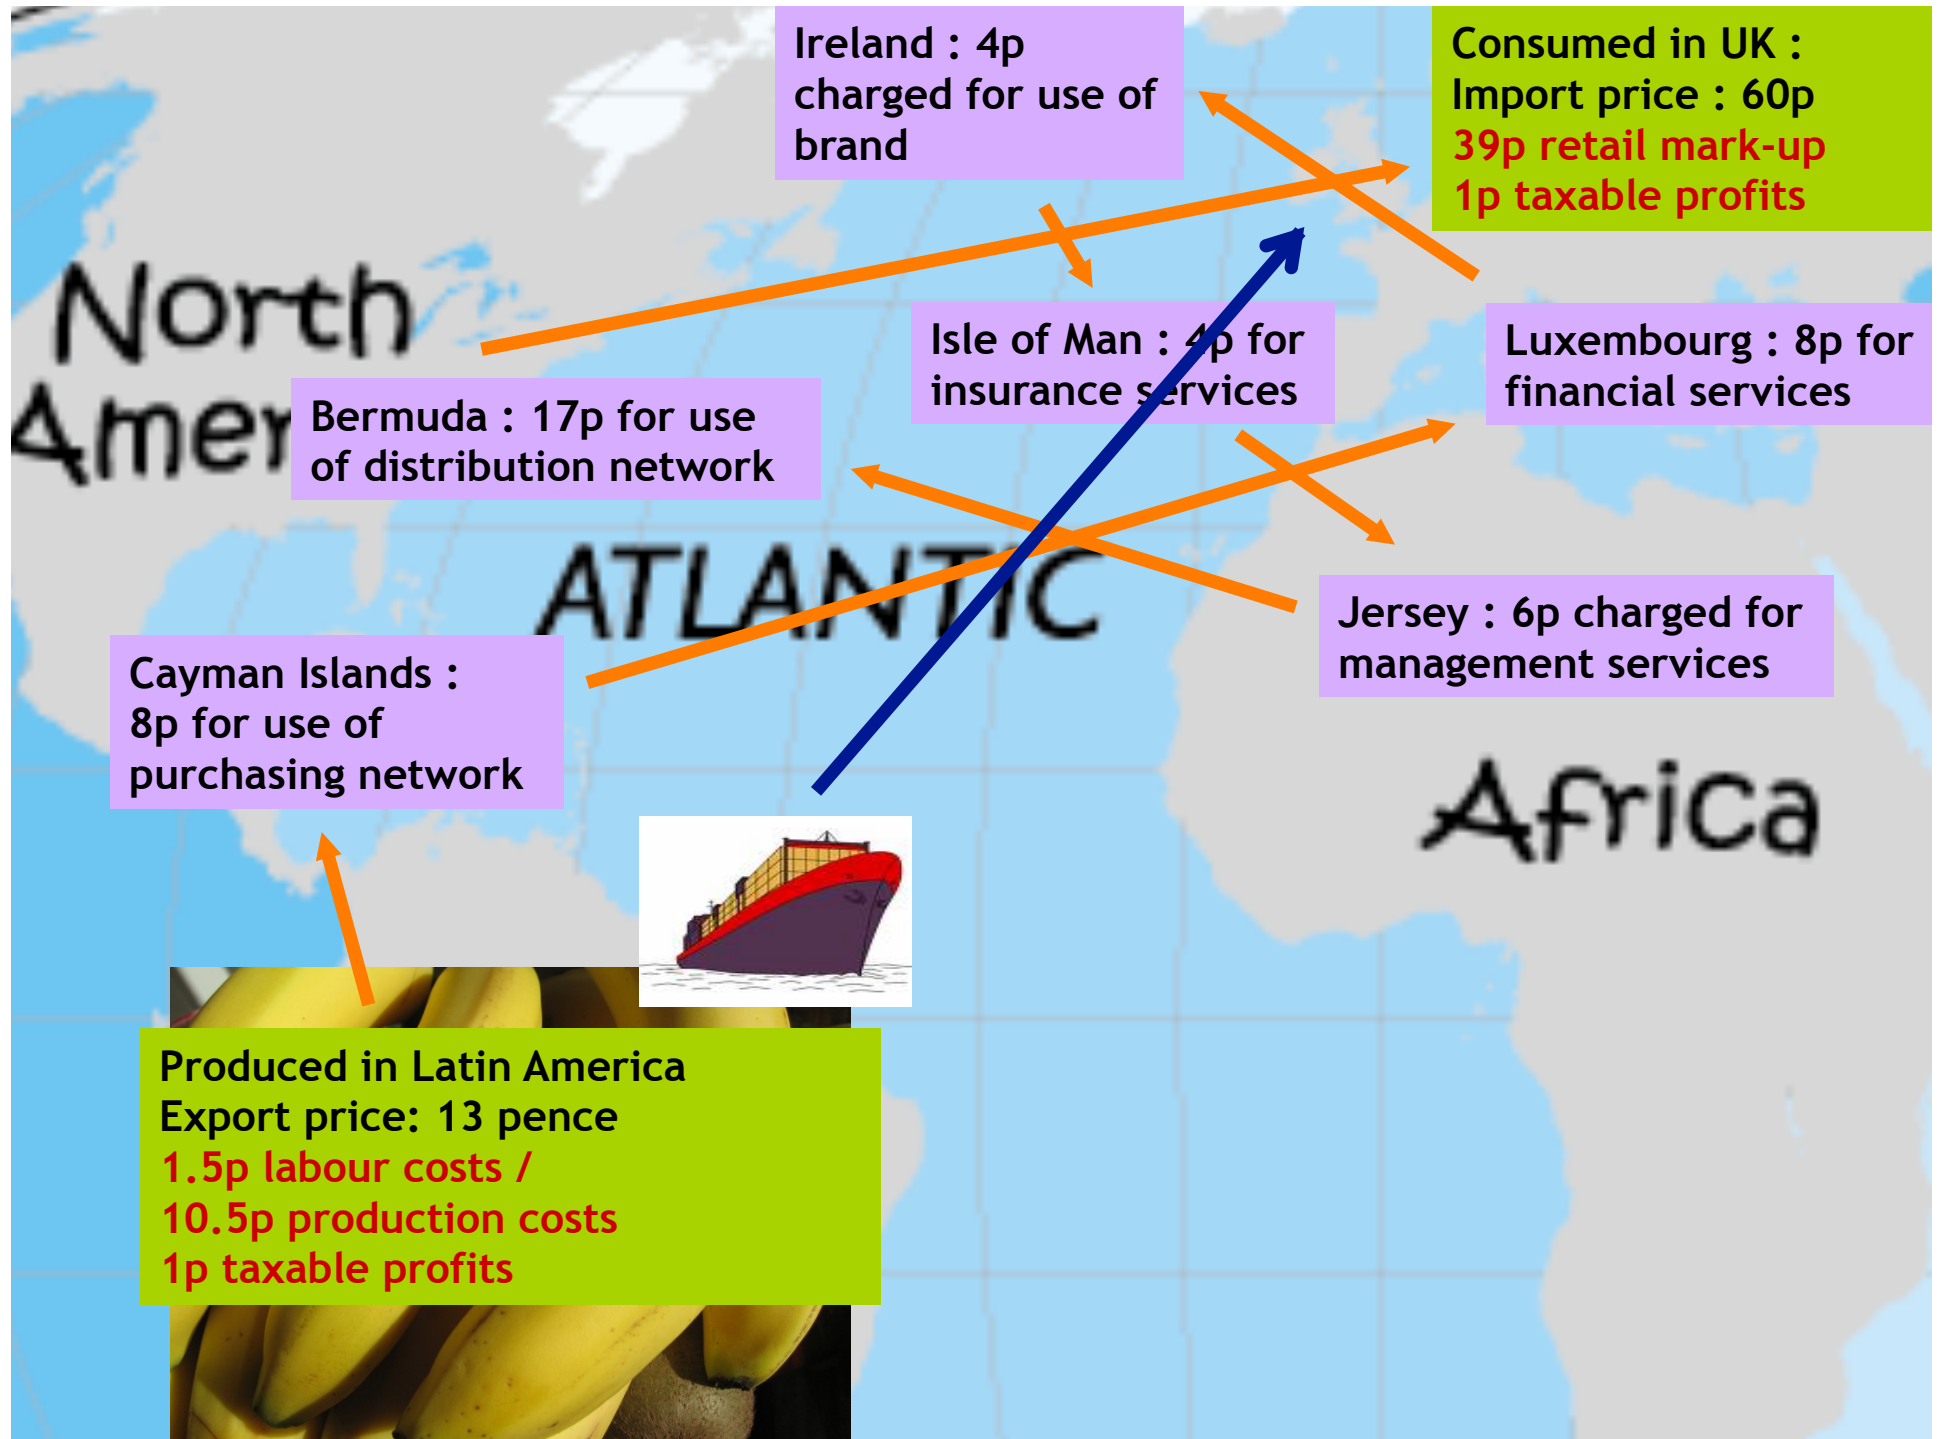 Ireland : 4p
charged for use of
brand
Consumed in UK :
Import price : 60p
39p retail mark-up
1p taxable profits
North
Amer
Isle of Man : 4p for
insurance services
Luxembourg : 8p for
financial services
Bermuda : 17p for use
of distribution network
ATLANTIC
Jersey : 6p charged for
management services
Cayman Islands :
8p for use of
purchasing network
Africa
Produced in Latin America
Export price: 13 pence
1.5p labour costs /
10.5p production costs
1p taxable profits